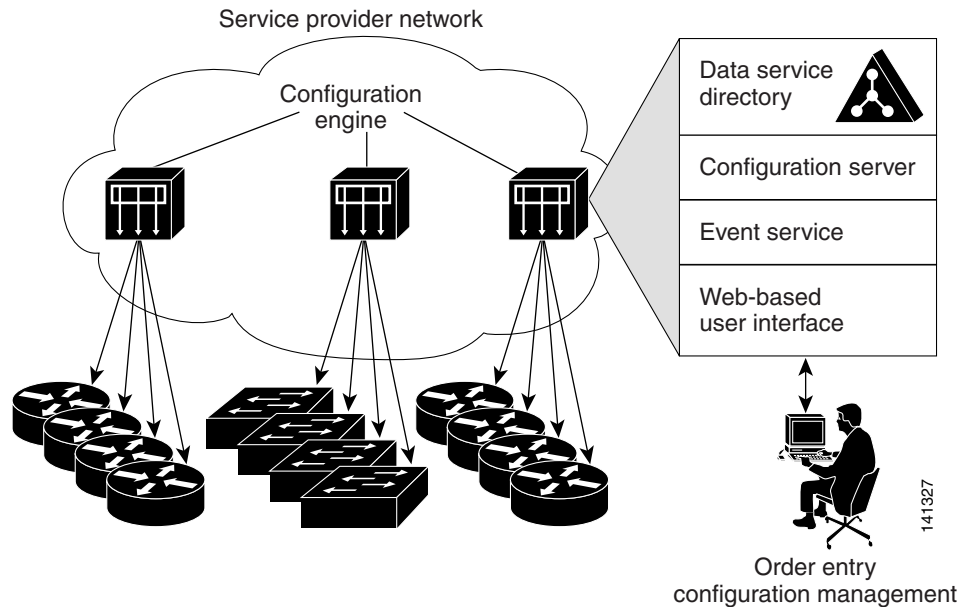 Service provider network
Configuration
engine
Data service
directory
Configuration server
Event service
Web-based
user interface
141327
Order entry
configuration management